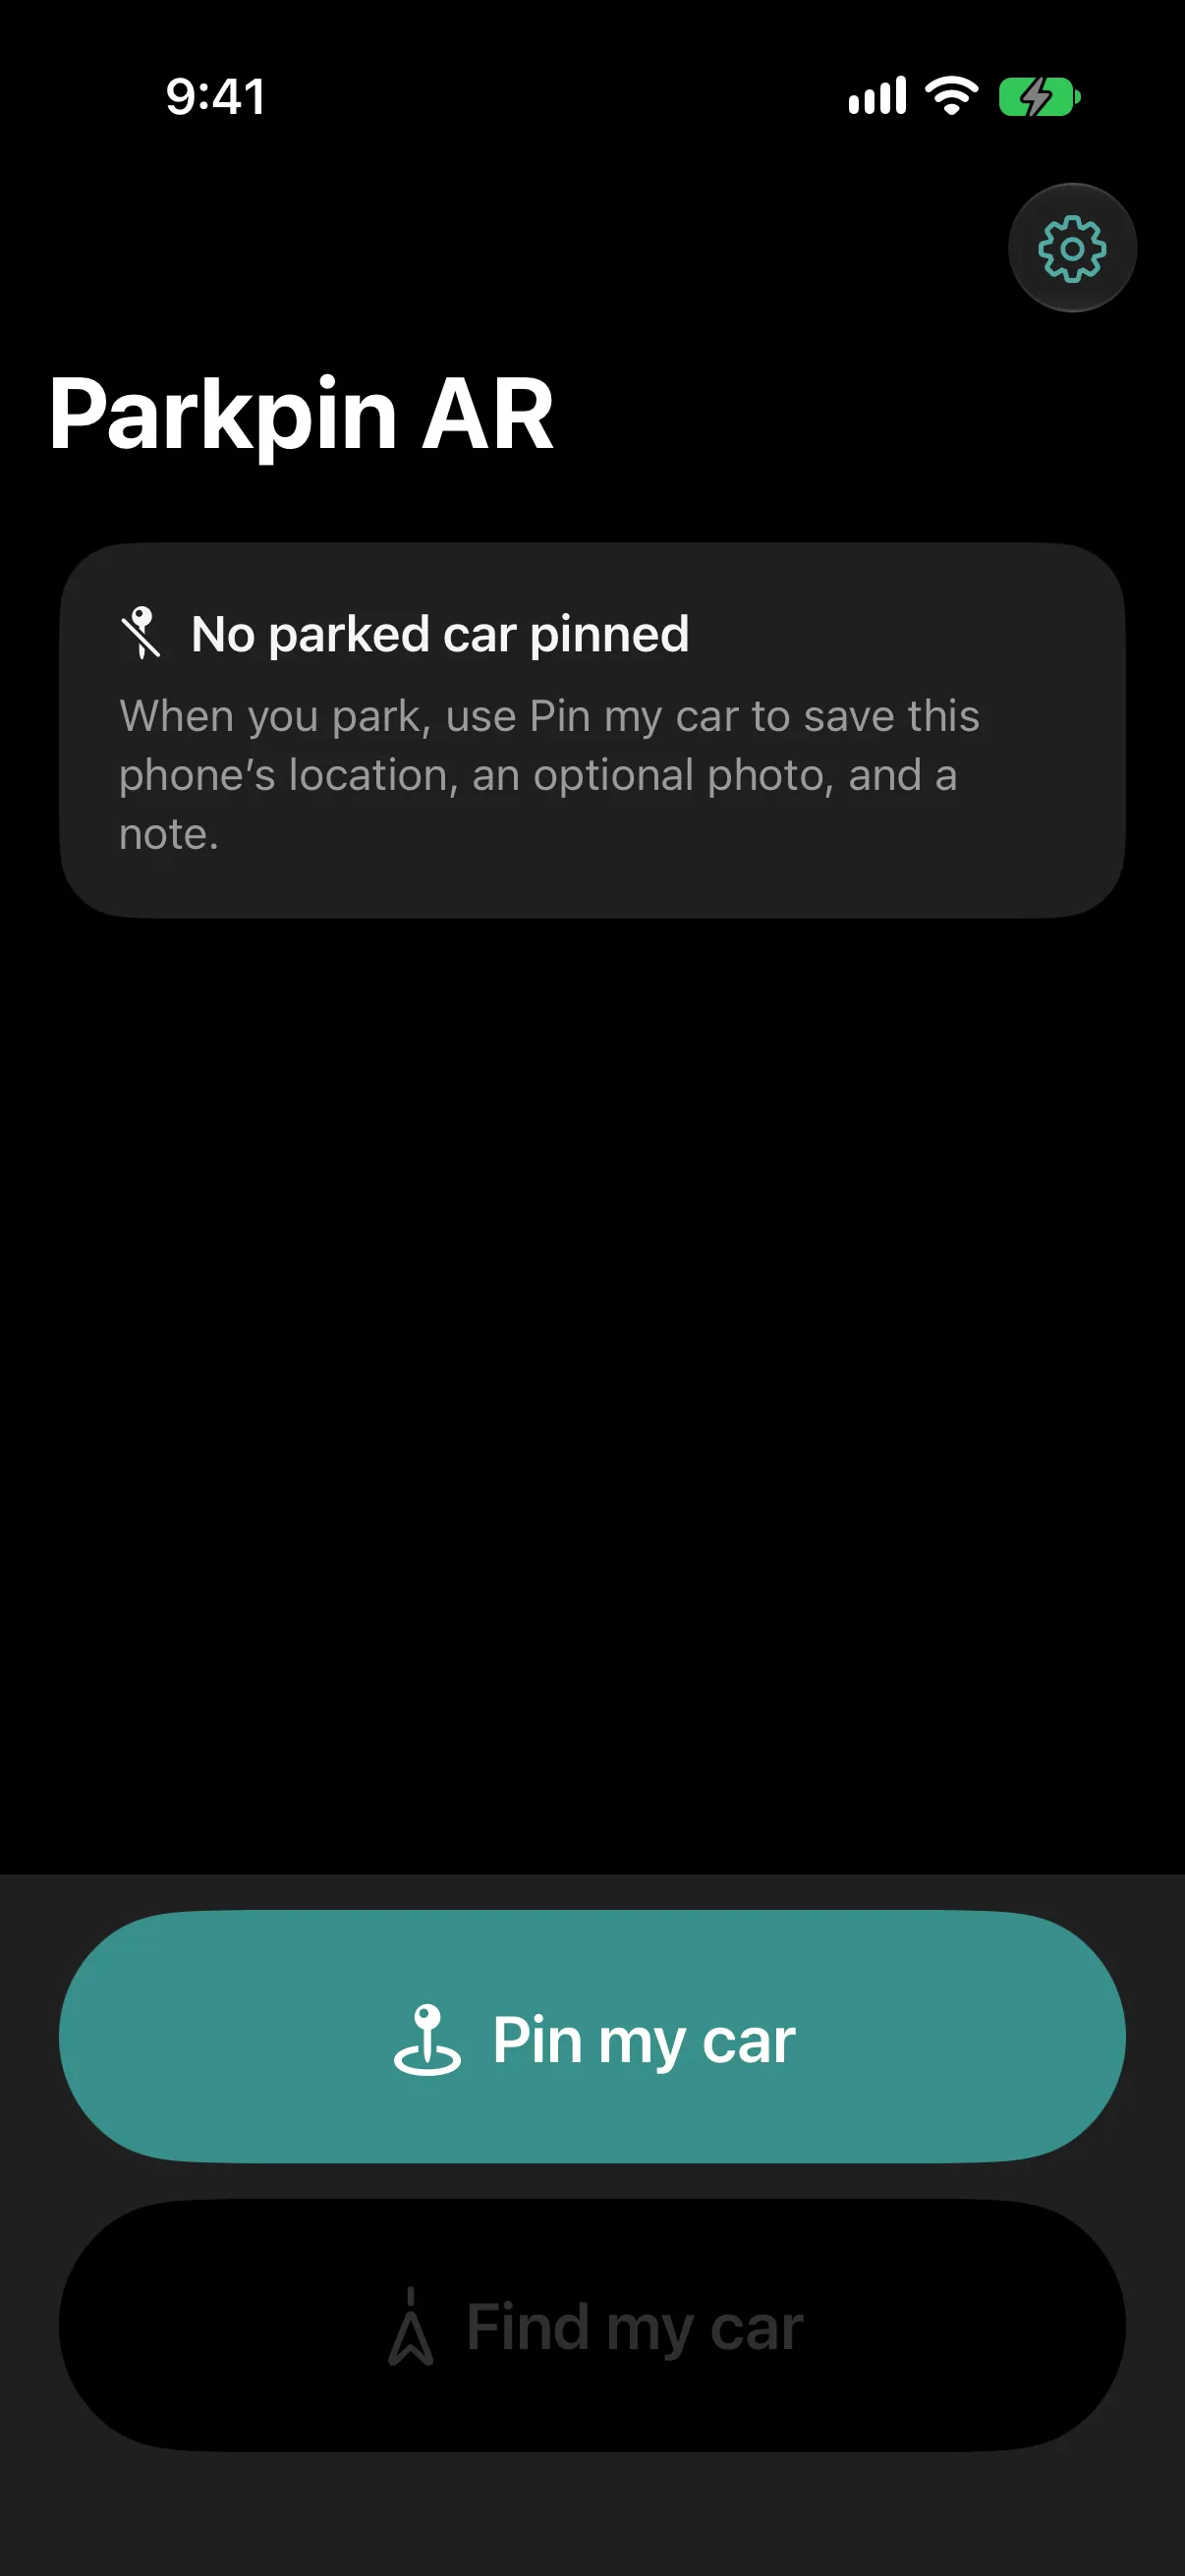 9:41
Parkpin AR
No parked car pinned
When you park, use Pin my car to save this
phone’s location, an optional photo, and a
note.
Pin my car
Find my car